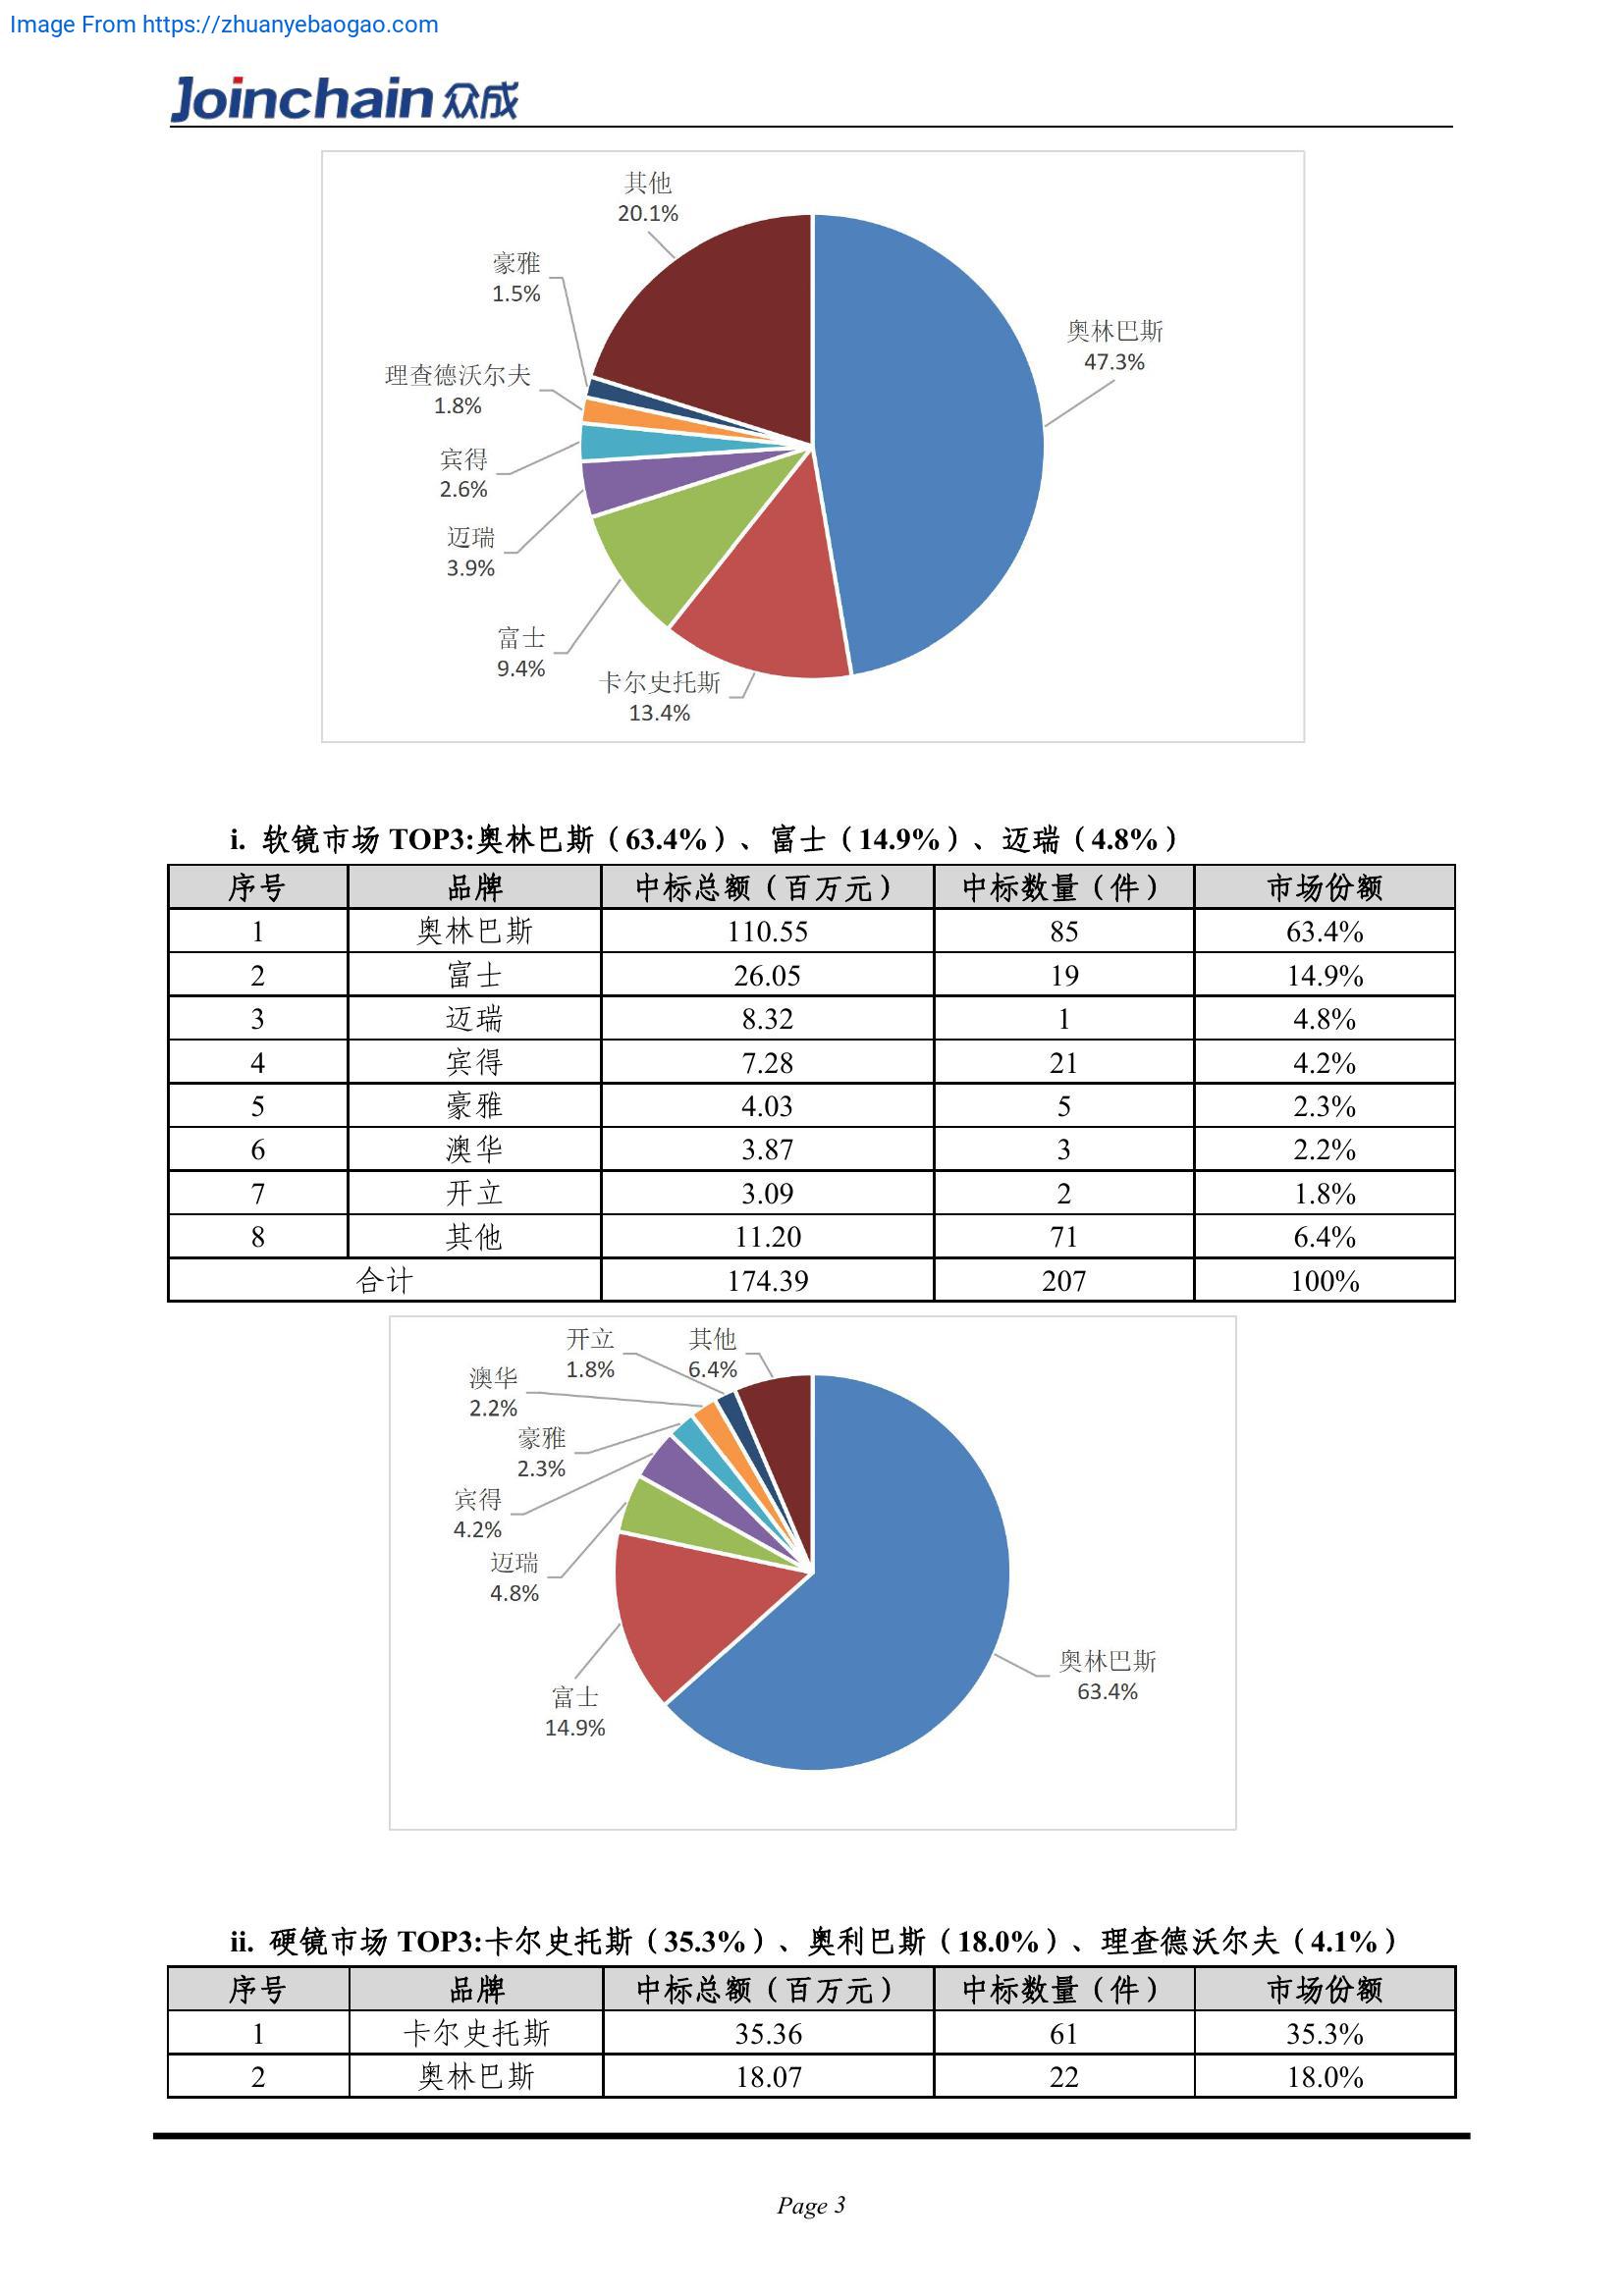 Image From https://zhuanyebaogao.com
Joinchain 众成
其他
20.1%
豪雅
1.5%
奥林巴斯
47.3%
理查德沃尔夫
1.8%
宾得
2.6%
迈瑞
3.9%
富士
9.4%
卡尔史托斯
13.4%
i. 软镜市场 TOP3:奥林巴斯（63.4%）、富士（14.9%）、迈瑞（4.8%）
序号 品牌 中标总额（百万元） 中标数量（件） 市场份额
1 奥林巴斯 110.55 85 63.4%
2 富士 26.05 19 14.9%
3 迈瑞 8.32 1 4.8%
4 宾得 7.28 21 4.2%
5 豪雅 4.03 5 2.3%
6 澳华 3.87 3 2.2%
7 开立 3.09 2 1.8%
8 其他 11.20 71 6.4%
合计 174.39 207 100%
开立
1.8%
其他
6.4%
澳华
2.2%
豪雅
2.3%
宾得
4.2%
迈瑞
4.8%
奥林巴斯
63.4%
富士
14.9%
ii. 硬镜市场 TOP3:卡尔史托斯（35.3%）、奥利巴斯（18.0%）、理查德沃尔夫（4.1%）
序号 品牌 中标总额（百万元） 中标数量（件） 市场份额
1 卡尔史托斯 35.36 61 35.3%
2 奥林巴斯 18.07 22 18.0%
Page 3